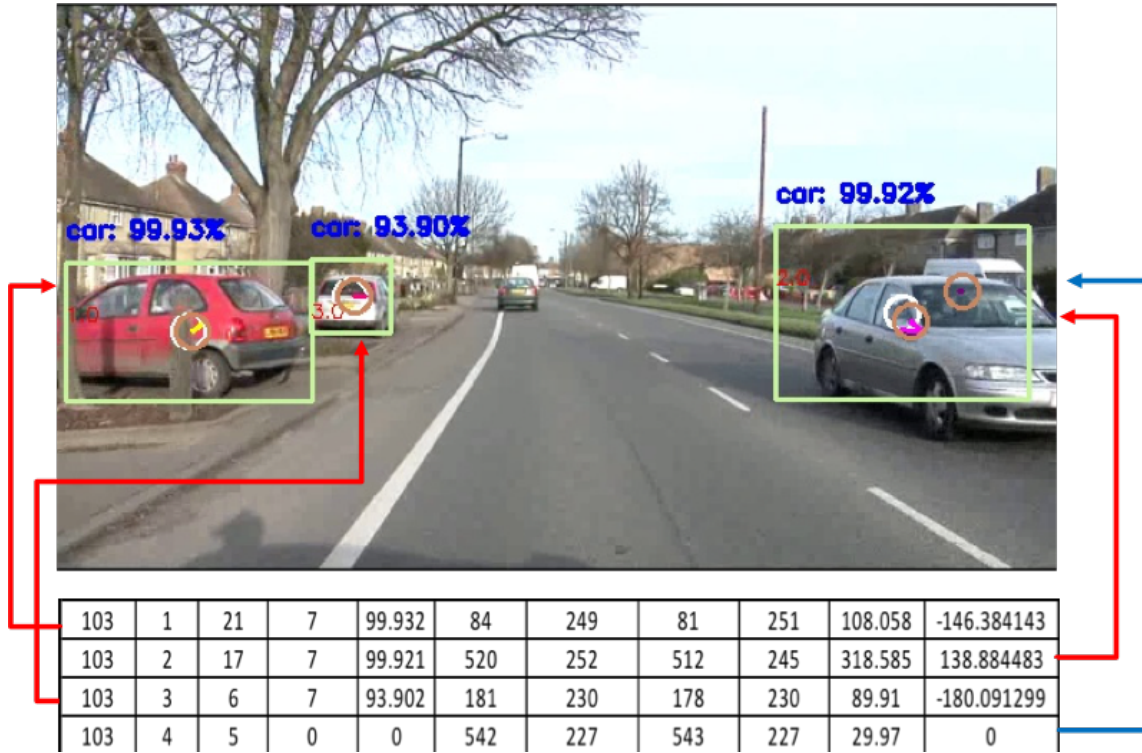 car: 99.92%
car: 99.93% car: 93.90%
2.0
1.0 3.0
103 1 21 7 99.932 84 249 81 251 108.058 -146.384143
103 2 17 7 99.921 520 252 512 245 318.585 138.884483
103 3 6 7 93.902 181 230 178 230 89.91 -180.091299
103 4 5 0 0 542 227 543 227 29.97 0